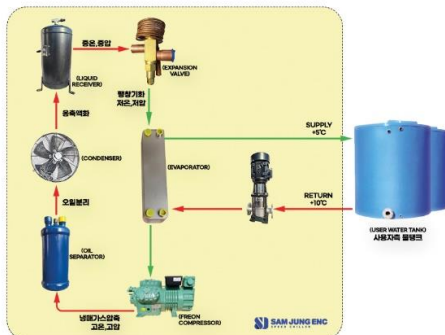 중온,중압
(LIQUID
RECEIVER)
(EXPANSION
VALVE)
팽창기화
저온,저압
응축액화
SUPPLY
+5℃
(CONDENSER)
(EVAPORATOR)
오일분리
RETURN
+10℃
(OIL
SEPARATOR)
(USER WATER TANK)
사용자측 물탱크
냉매가스압축
고온,고압
(FREON
COMPRESSOR)
SAM JUNG ENC